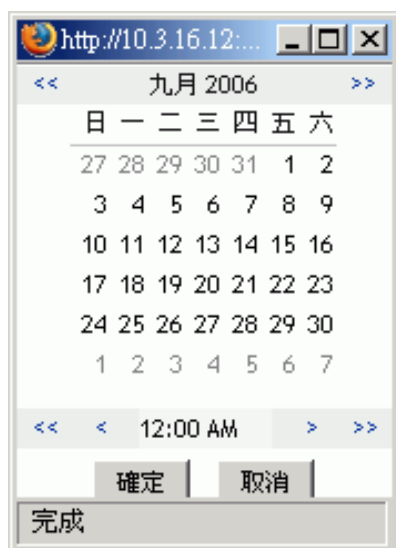 http://10.3.16.12:...
<< 九月 2006 >>
日 一 二 三 四 五 六
27 28 29 30 31 1 2
3 4 5 6 7 8 9
10 11 12 13 14 15 16
17 18 19 20 21 22 23
24 25 26 27 28 29 30
1 2 3 4 5 6 7
<< < 12:00 AM > >>
確定 取消
完成